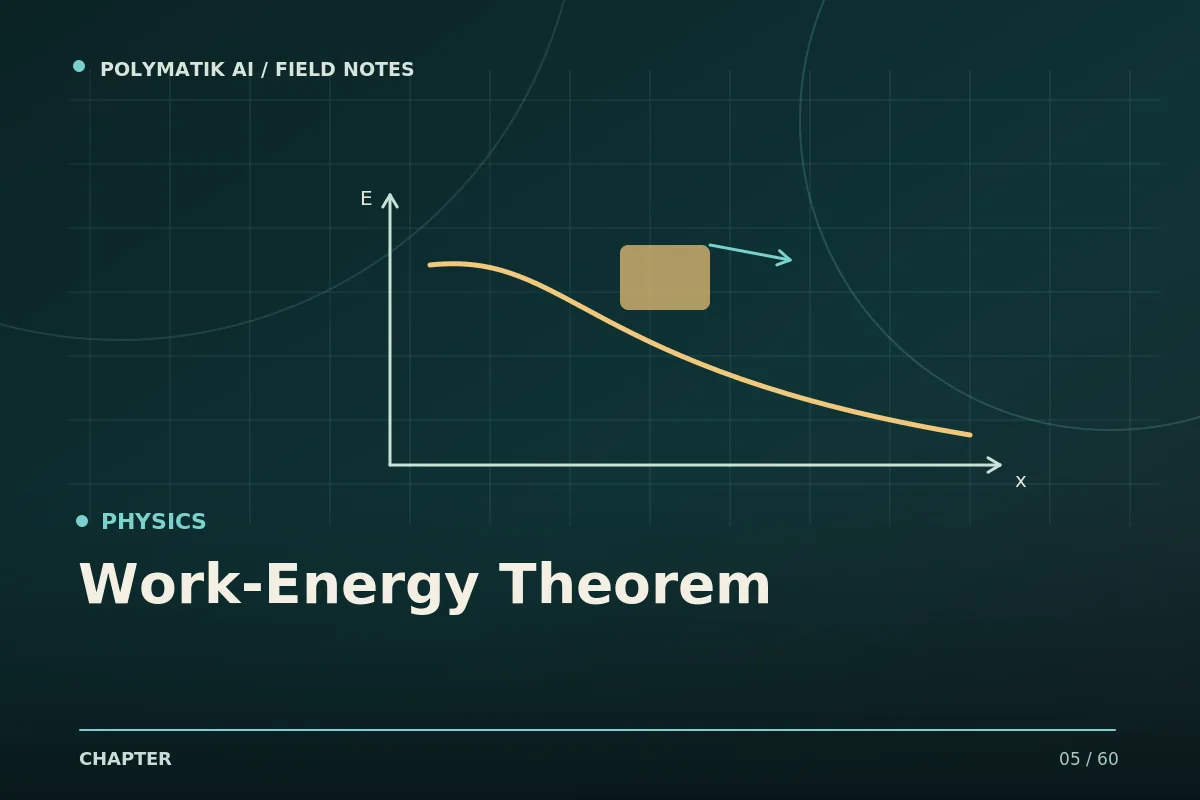 POLYMATIK AI / FIELD NOTES
E
x
PHYSICS
Work-Energy Theorem
CHAPTER
05 / 60